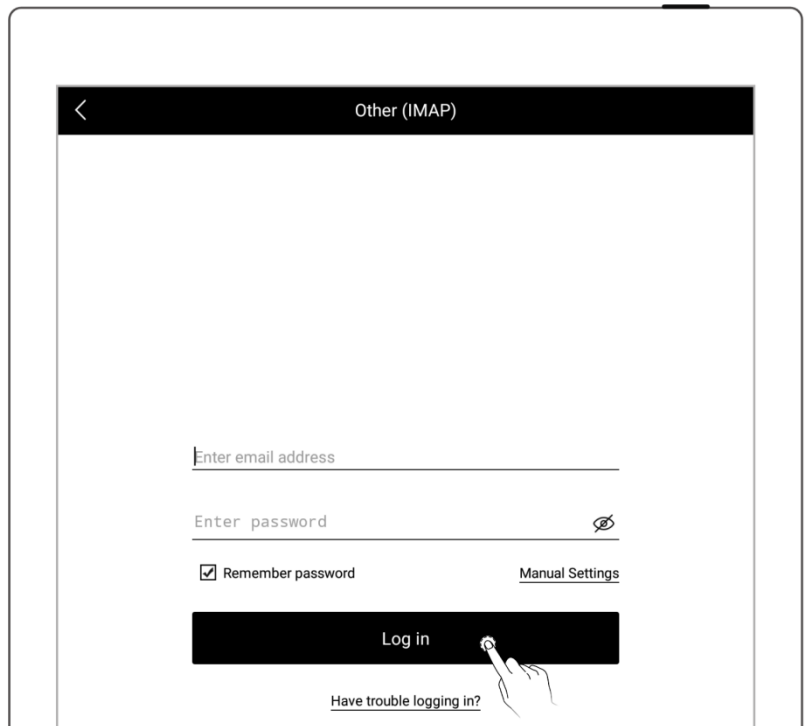 Other (IMAP)
Enter email address
Enter password
Remember password
Manual Settings
Log in
Have trouble logging in?